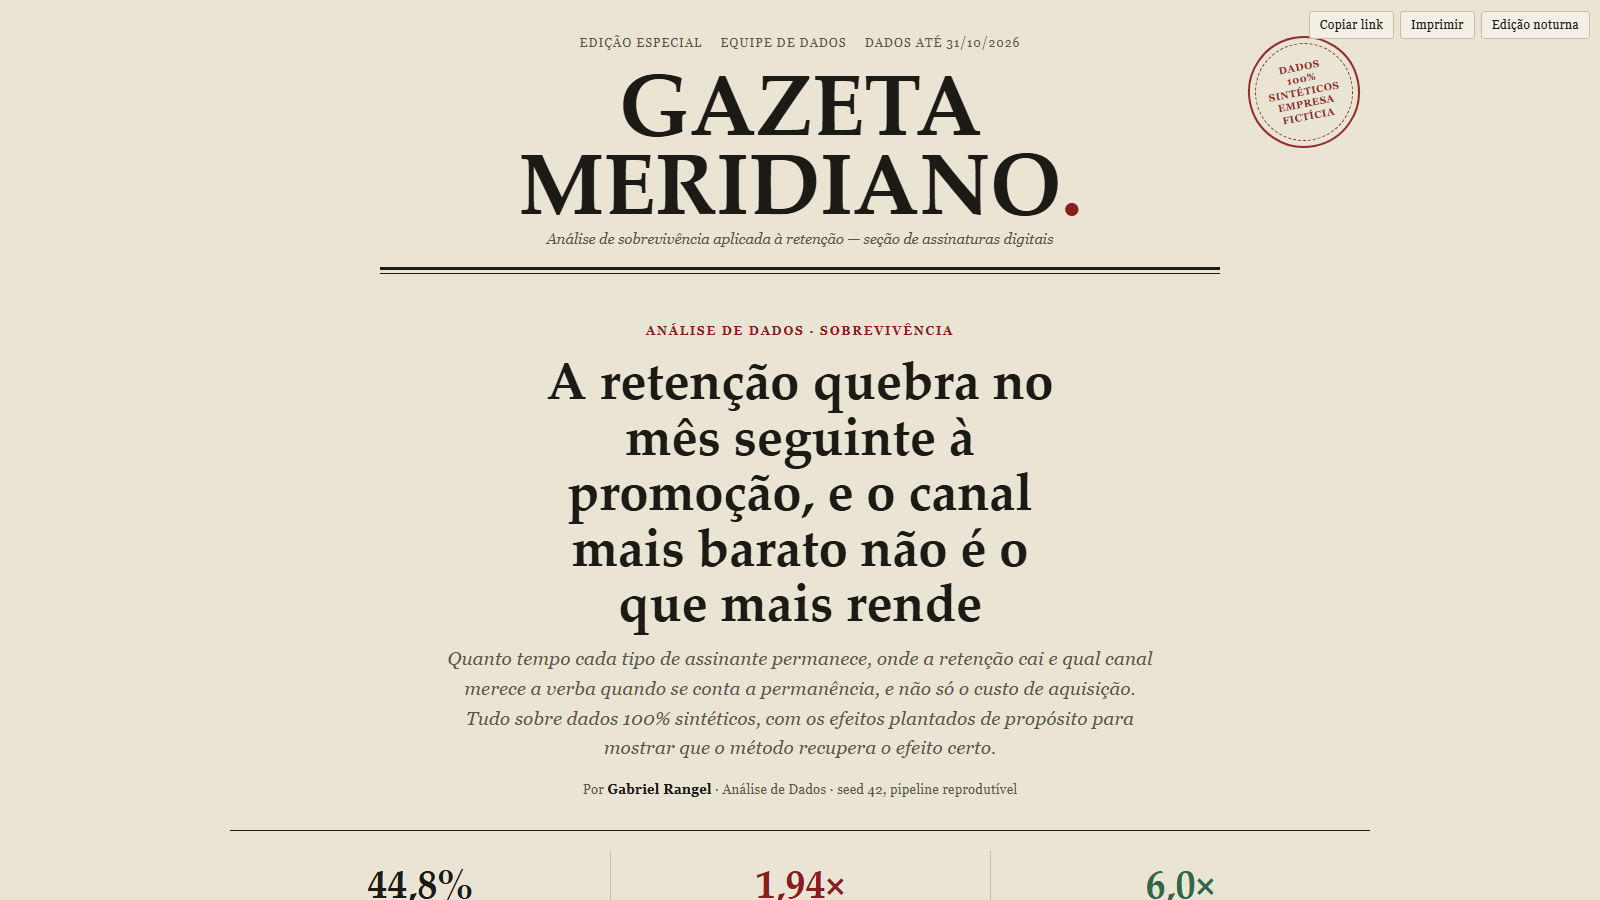 Copiar link
Imprimir
Edição noturna
EDIÇÃO ESPECIAL EQUIPE DE DADOS DADOS ATÉ 31/10/2026
DADOS
100%
SINTÉTICOS
EMPRESA
FICTÍCIA
GAZETA
MERIDIANO.
Análise de sobrevivência aplicada à retenção — seção de assinaturas digitais
ANÁLISE DE DADOS · SOBREVIVÊNCIA
A retenção quebra no
mês seguinte à
promoção, e o canal
mais barato não é o
que mais rende
Quanto tempo cada tipo de assinante permanece, onde a retenção cai e qual canal
merece a verba quando se conta a permanência, e não só o custo de aquisição.
Tudo sobre dados 100% sintéticos, com os efeitos plantados de propósito para
mostrar que o método recupera o efeito certo.
Por Gabriel Rangel · Análise de Dados · seed 42, pipeline reprodutível
44,8%
1,94×
6,0×